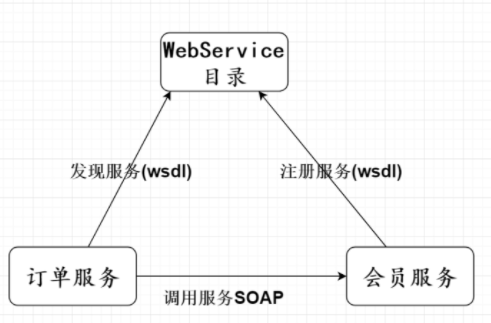 WebService
目录
发现服务(wsdl)
注册服务(wsdl)
订单服务
会员服务
调用服务SOAP